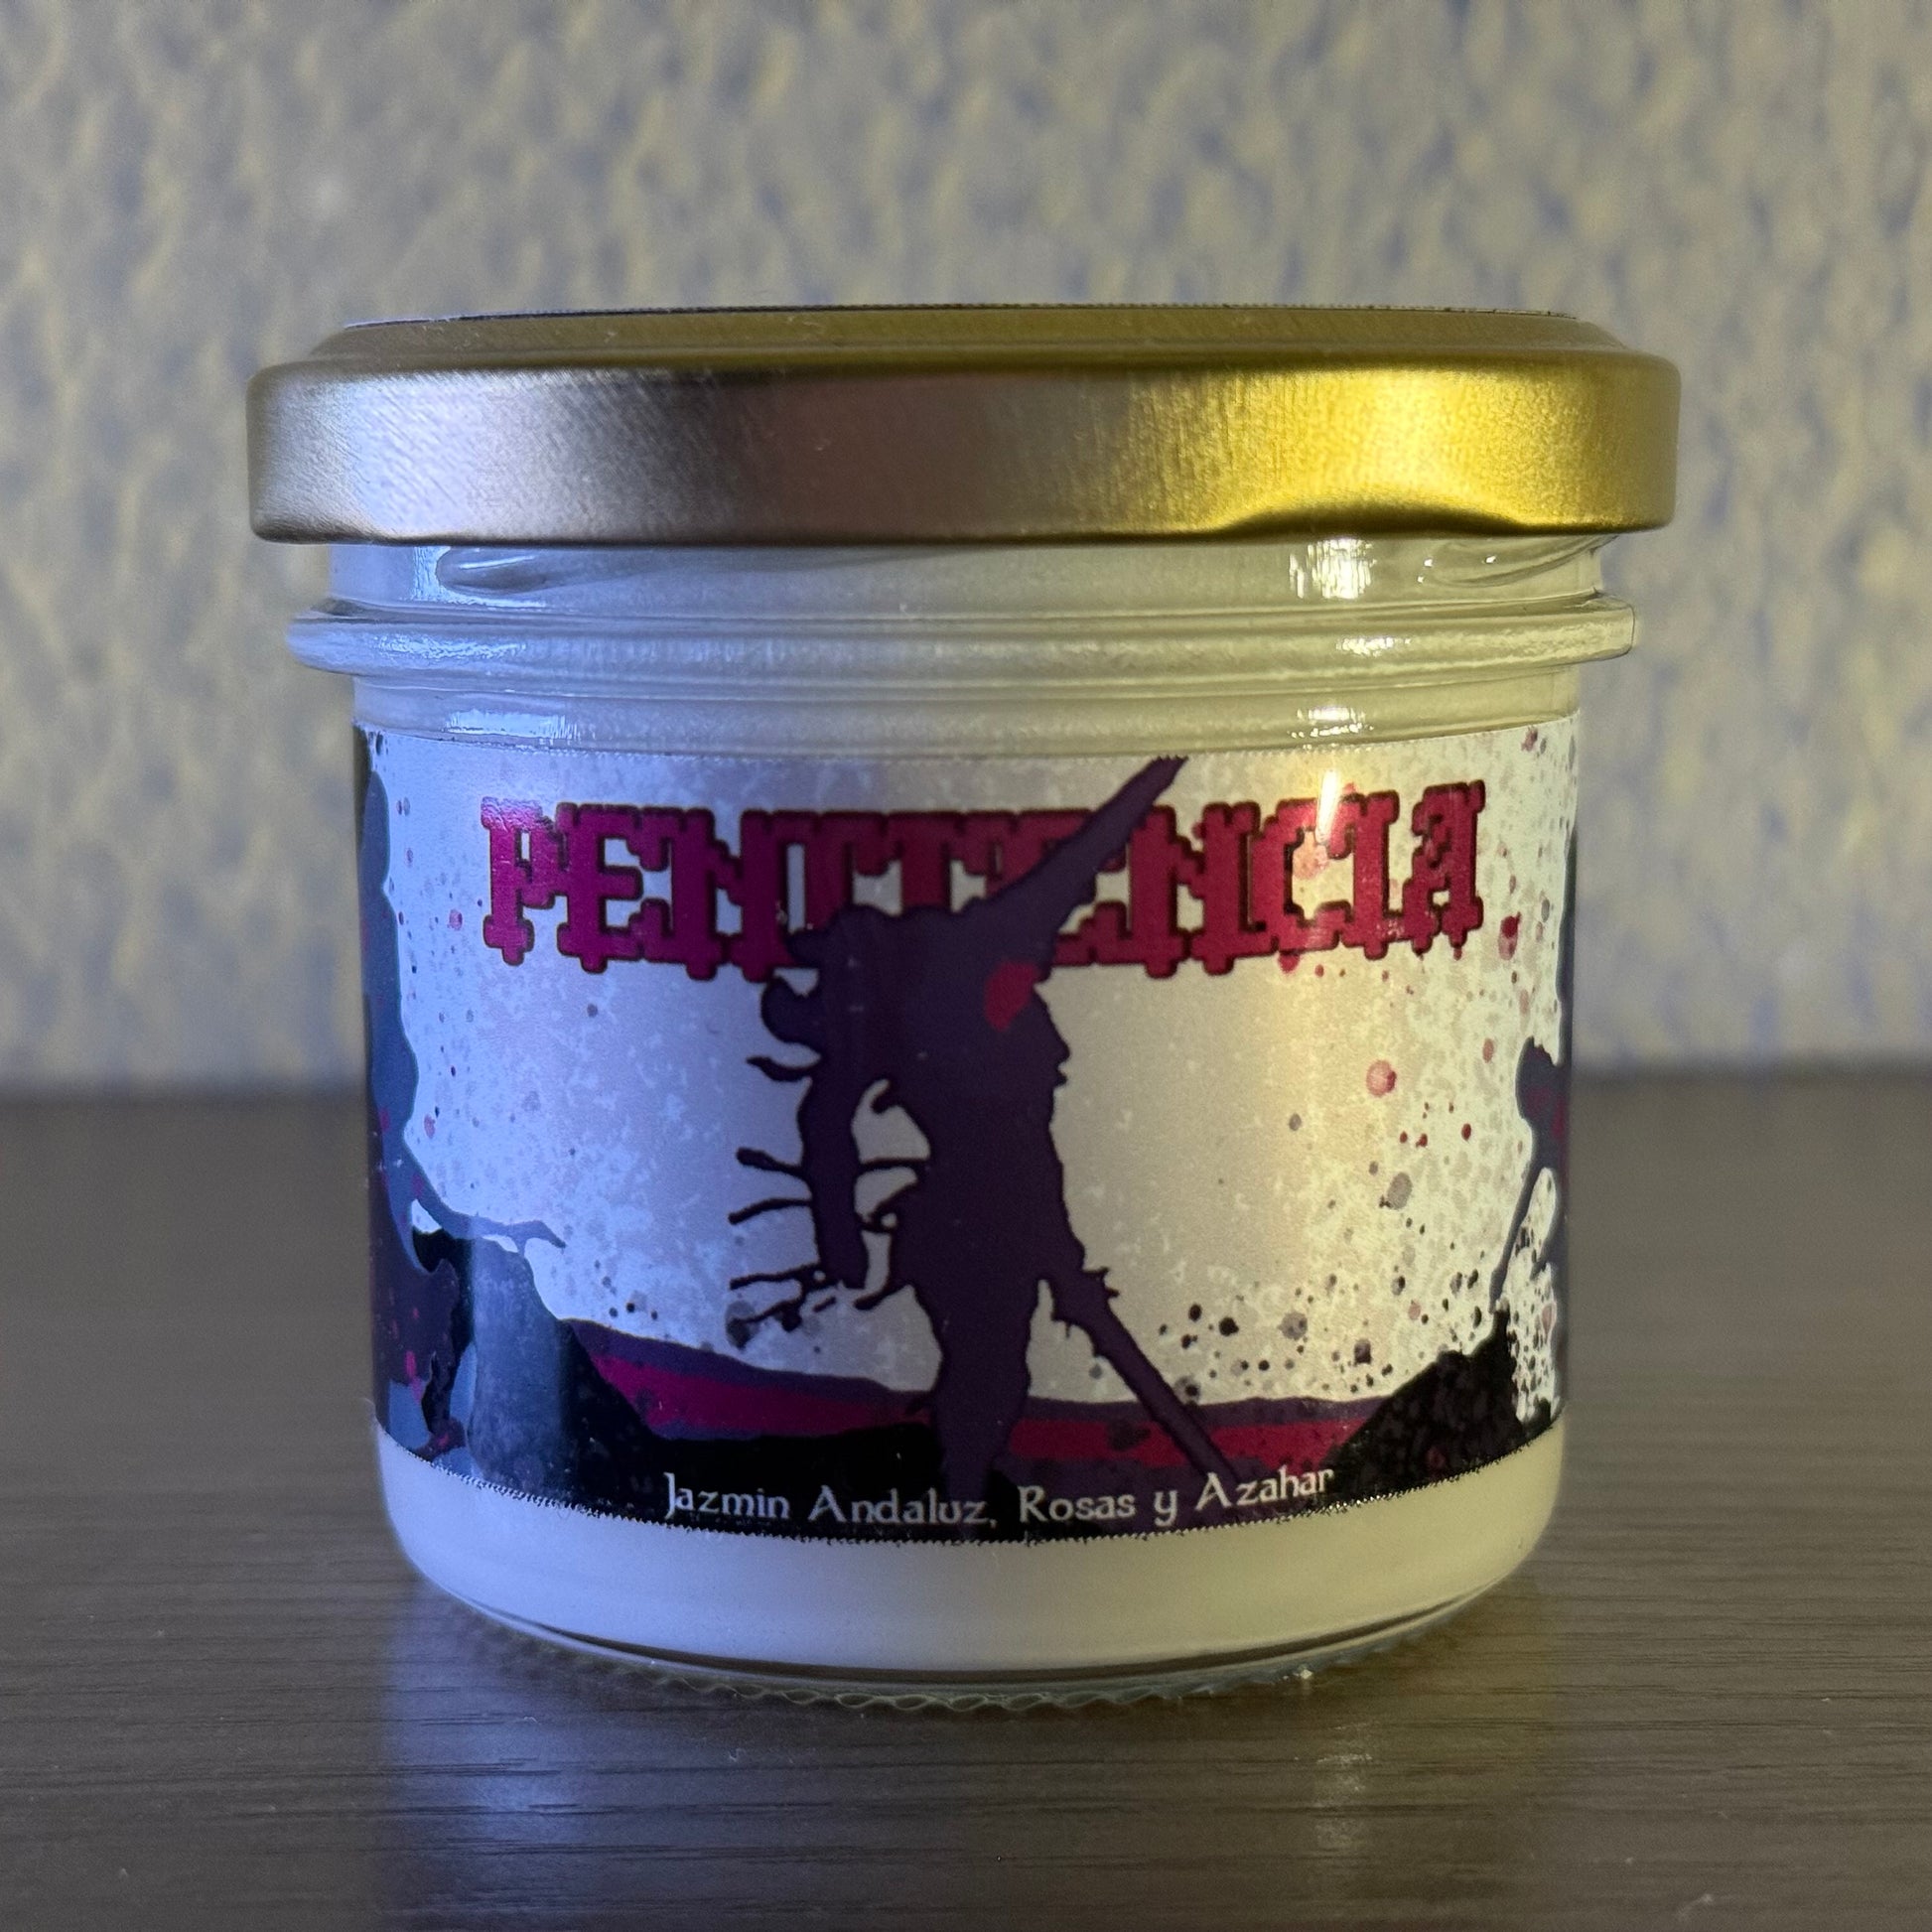 PENITENCIA
Jazmin Andaluz, Rosas y Azahar